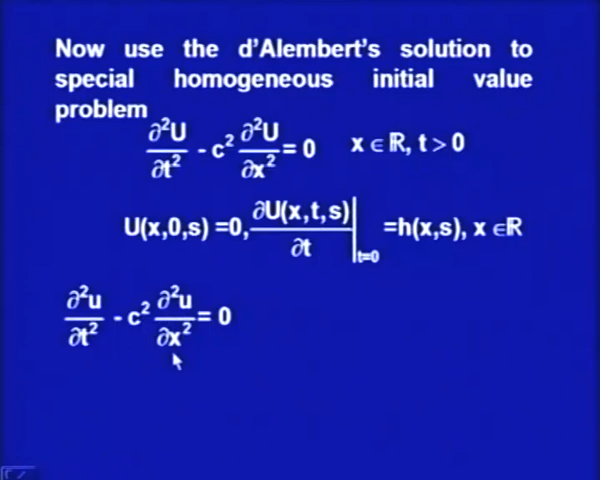 Now use the d'Alembert's solution to
special homogeneous initial value
problem
∂²U/∂t² - c² ∂²U/∂x² = 0   x ∈ ℝ, t > 0
U(x,0,s) =0, ∂U(x,t,s)/∂t |t=0 =h(x,s), x ∈ℝ
∂²u/∂t² - c² ∂²u/∂x² = 0